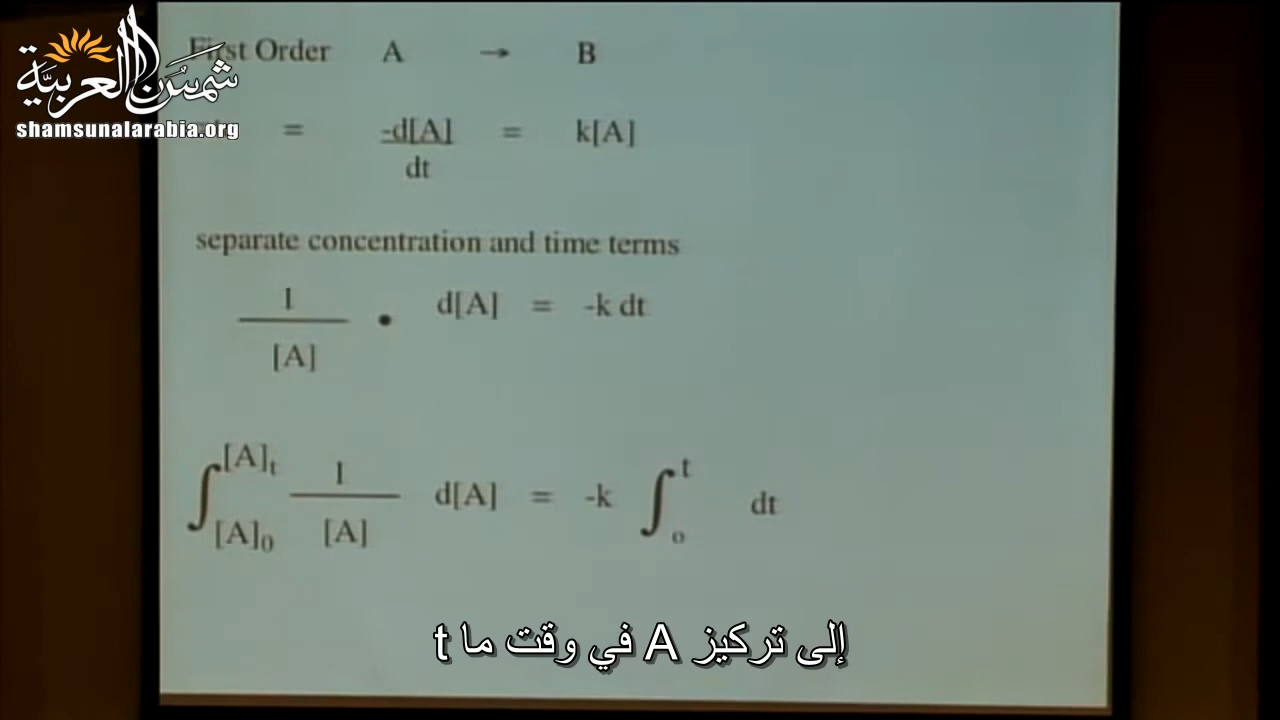 شمس العربية
shamsunalarabia.org
First Order A → B
= -d[A]/dt = k[A]
separate concentration and time terms
1/[A] • d[A] = -k dt
∫[A]₀^[A]t 1/[A] d[A] = -k ∫o^t dt
إلى تركيز A في وقت ما t